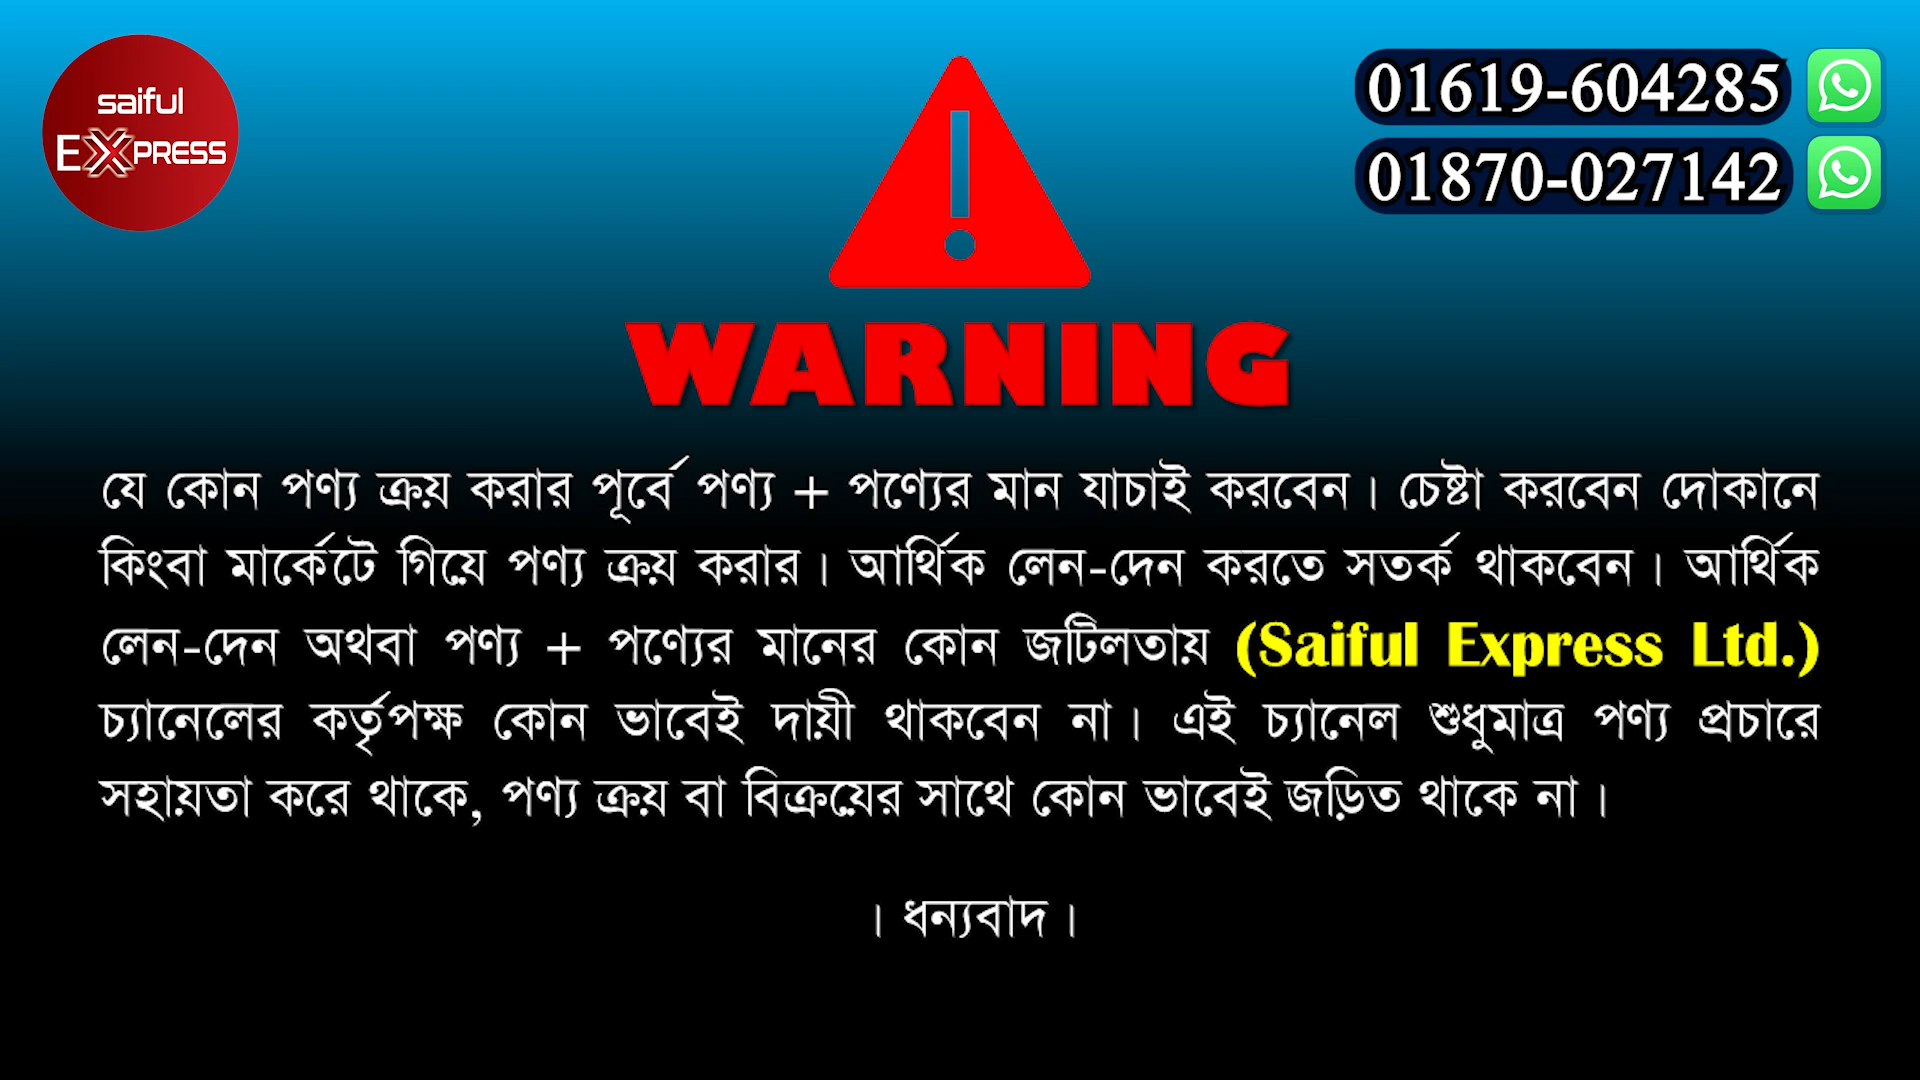 saiful
EXPRESS
01619-604285
01870-027142
WARNING
যে কোন পণ্য ক্রয় করার পূর্বে পণ্য + পণ্যের মান যাচাই করবেন। চেষ্টা করবেন দোকানে
কিংবা মার্কেটে গিয়ে পণ্য ক্রয় করার। আর্থিক লেন-দেন করতে সতর্ক থাকবেন। আর্থিক
লেন-দেন অথবা পণ্য + পণ্যের মানের কোন জটিলতায় (Saiful Express Ltd.)
চ্যানেলের কর্তৃপক্ষ কোন ভাবেই দায়ী থাকবেন না। এই চ্যানেল শুধুমাত্র পণ্য প্রচারে
সহায়তা করে থাকে, পণ্য ক্রয় বা বিক্রয়ের সাথে কোন ভাবেই জড়িত থাকে না।
। ধন্যবাদ।